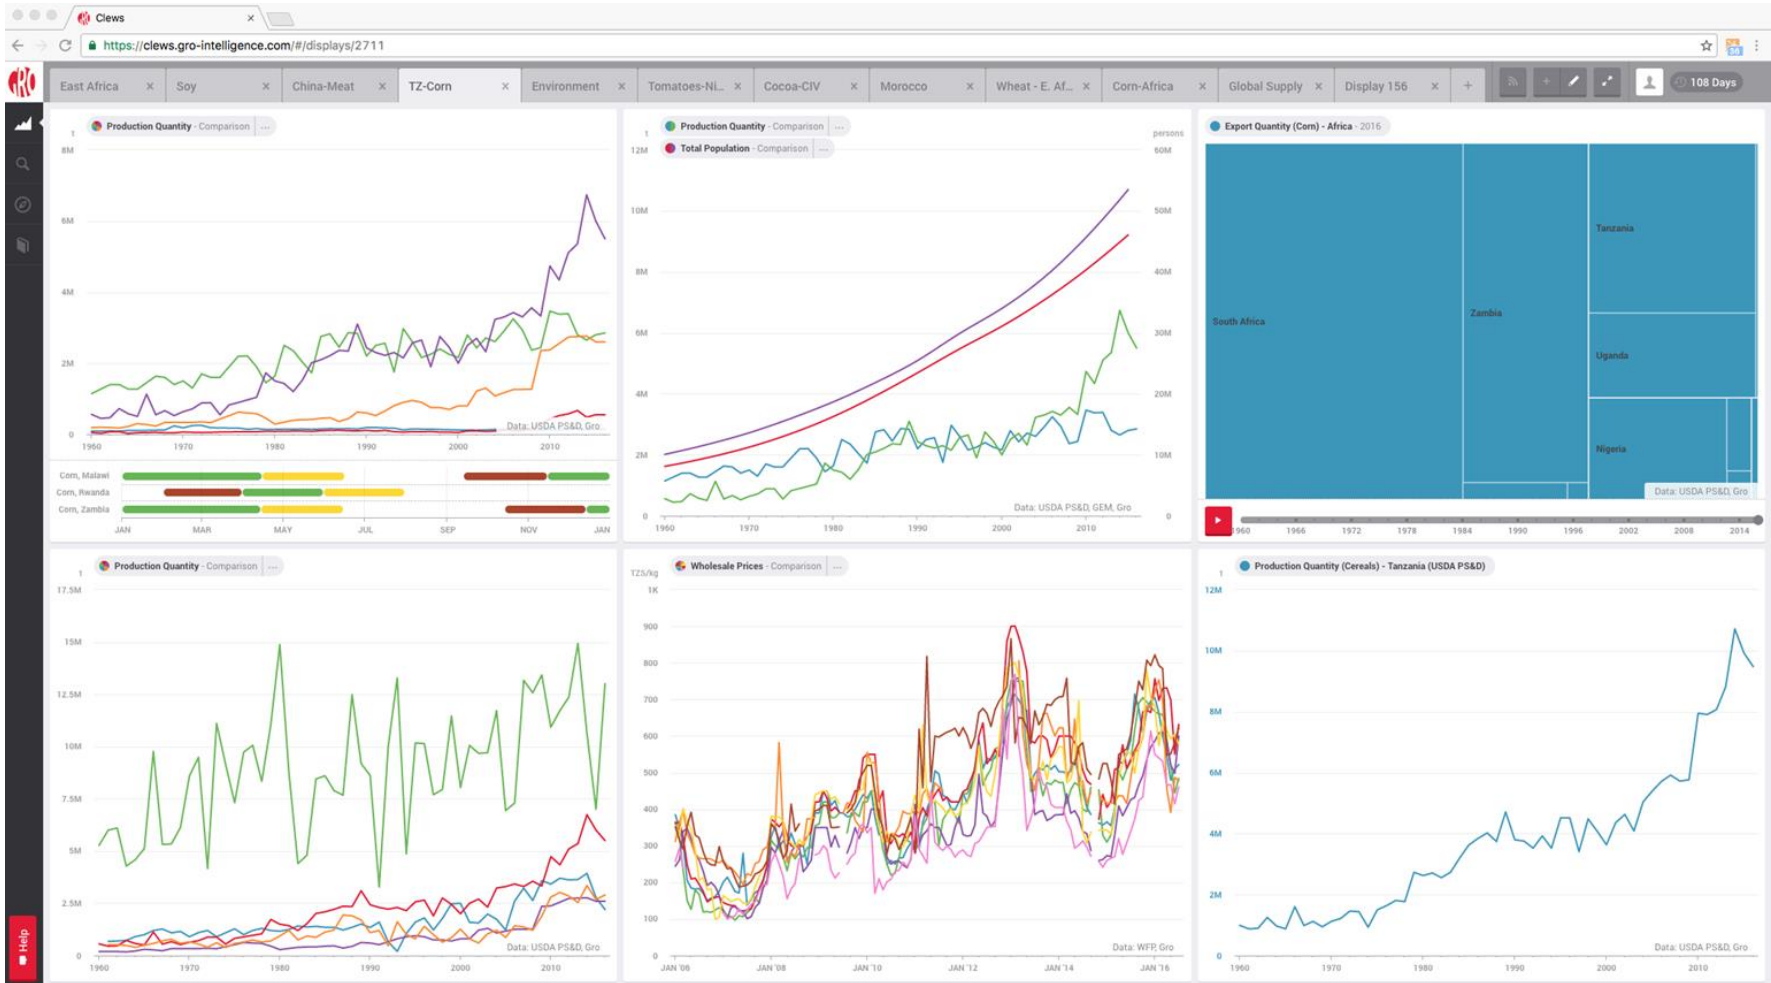 Clews ×
https://clews.gro-intelligence.com/#/displays/2711
56
GRO
East Africa × Soy × China-Meat × TZ-Corn × Environment × Tomatoes-Ni... × Cocoa-CIV × Morocco × Wheat - E. Af... × Corn-Africa × Global Supply × Display 156 × + 108 Days
Help
Production Quantity - Comparison ...
1
8M
6M
4M
2M
0
Data: USDA PS&D, Gro
1960 1970 1980 1990 2000 2010
Corn, Malawi
Corn, Rwanda
Corn, Zambia
JAN MAR MAY JUL SEP NOV JAN
Production Quantity - Comparison ...
Total Population - Comparison ...
1 persons
12M 60M
10M 50M
8M 40M
6M 30M
4M 20M
2M 10M
0 0
Data: USDA PS&D, GEM, Gro
1960 1970 1980 1990 2000 2010
Export Quantity (Corn) - Africa - 2016
South Africa
Zambia
Tanzania
Uganda
Nigeria
Data: USDA PS&D, Gro
1960 1966 1972 1978 1984 1990 1996 2002 2008 2014
Production Quantity - Comparison ...
1
17.5M
15M
12.5M
10M
7.5M
5M
2.5M
0
Data: USDA PS&D, Gro
1960 1970 1980 1990 2000 2010
Wholesale Prices - Comparison ...
TZS/kg
1K
900
800
700
600
500
400
300
200
100
0
Data: WFP, Gro
JAN '06 JAN '08 JAN '10 JAN '12 JAN '14 JAN '16
Production Quantity (Cereals) - Tanzania (USDA PS&D)
1
12M
10M
8M
6M
4M
2M
0
Data: USDA PS&D, Gro
1960 1970 1980 1990 2000 2010